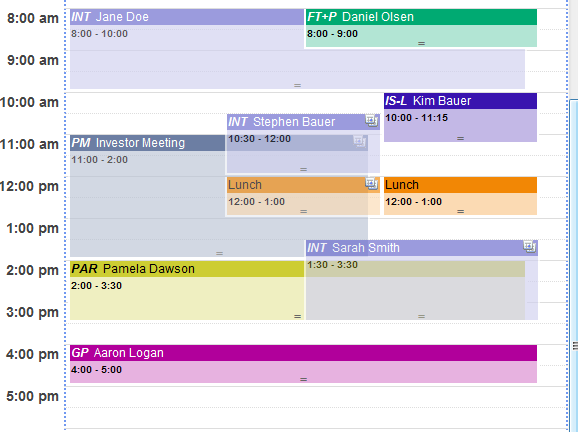 8:00 am
INT Jane Doe
8:00 - 10:00
FT+P Daniel Olsen
8:00 - 9:00
9:00 am
10:00 am
IS-L Kim Bauer
10:00 - 11:15
INT Stephen Bauer
10:30 - 12:00
11:00 am
PM Investor Meeting
11:00 - 2:00
12:00 pm
Lunch
12:00 - 1:00
Lunch
12:00 - 1:00
1:00 pm
INT Sarah Smith
1:30 - 3:30
2:00 pm
PAR Pamela Dawson
2:00 - 3:30
3:00 pm
4:00 pm
GP Aaron Logan
4:00 - 5:00
5:00 pm